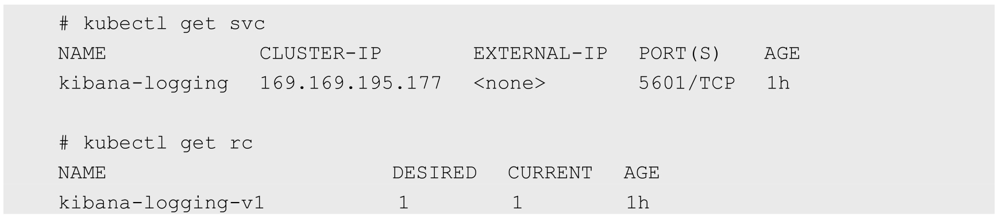 # kubectl get svc
NAME CLUSTER-IP EXTERNAL-IP PORT(S) AGE
kibana-logging 169.169.195.177 <none> 5601/TCP 1h
# kubectl get rc
NAME DESIRED CURRENT AGE
kibana-logging-v1 1 1 1h